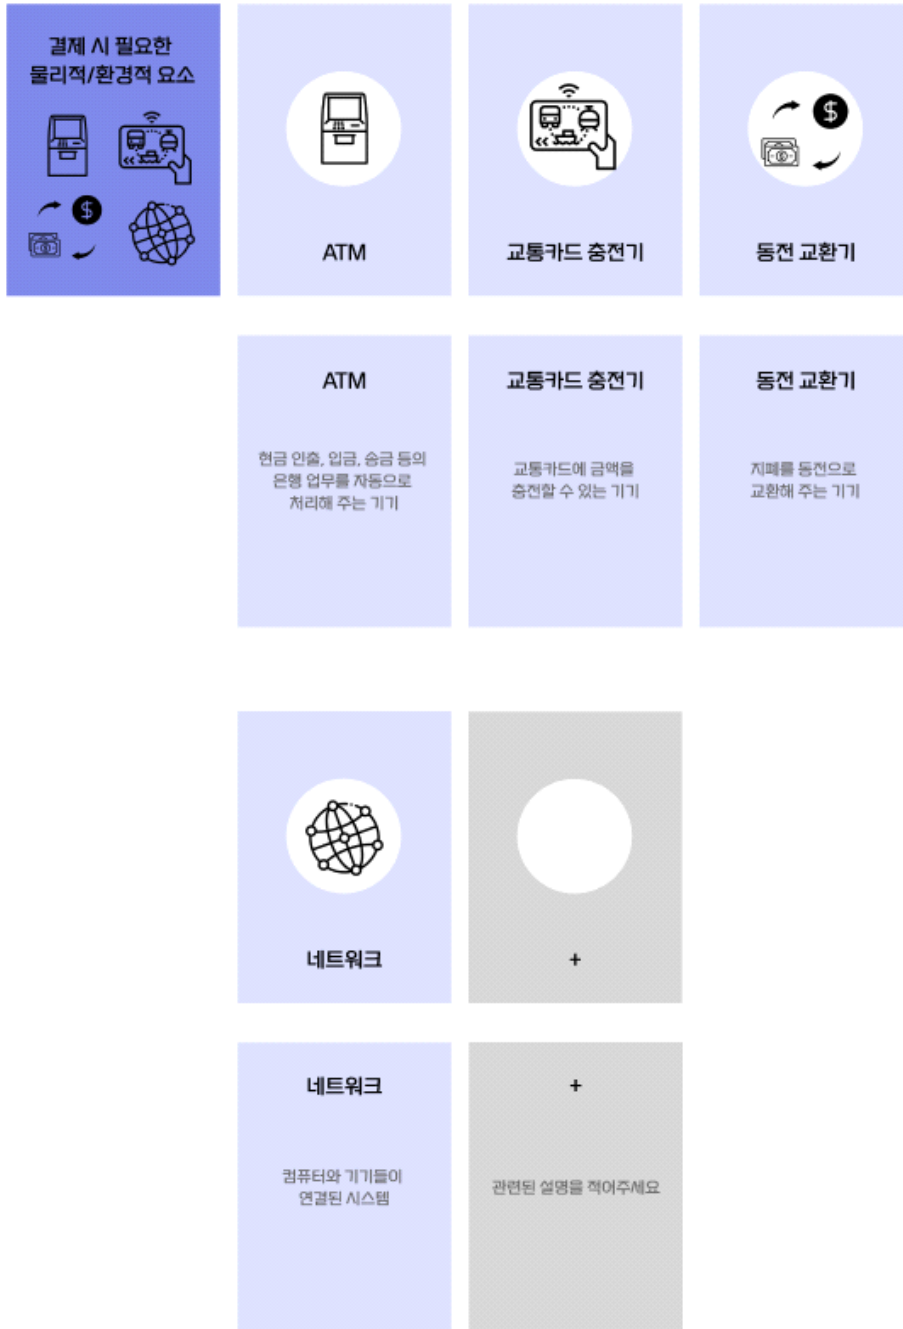 결제 시 필요한
물리적/환경적 요소
ATM
교통카드 충전기
동전 교환기
ATM
현금 인출, 입금, 송금 등의
은행 업무를 자동으로
처리해 주는 기기
교통카드 충전기
교통카드에 금액을
충전할 수 있는 기기
동전 교환기
지폐를 동전으로
교환해 주는 기기
네트워크
+
네트워크
컴퓨터와 기기들이
연결된 시스템
+
관련된 설명을 적어주세요